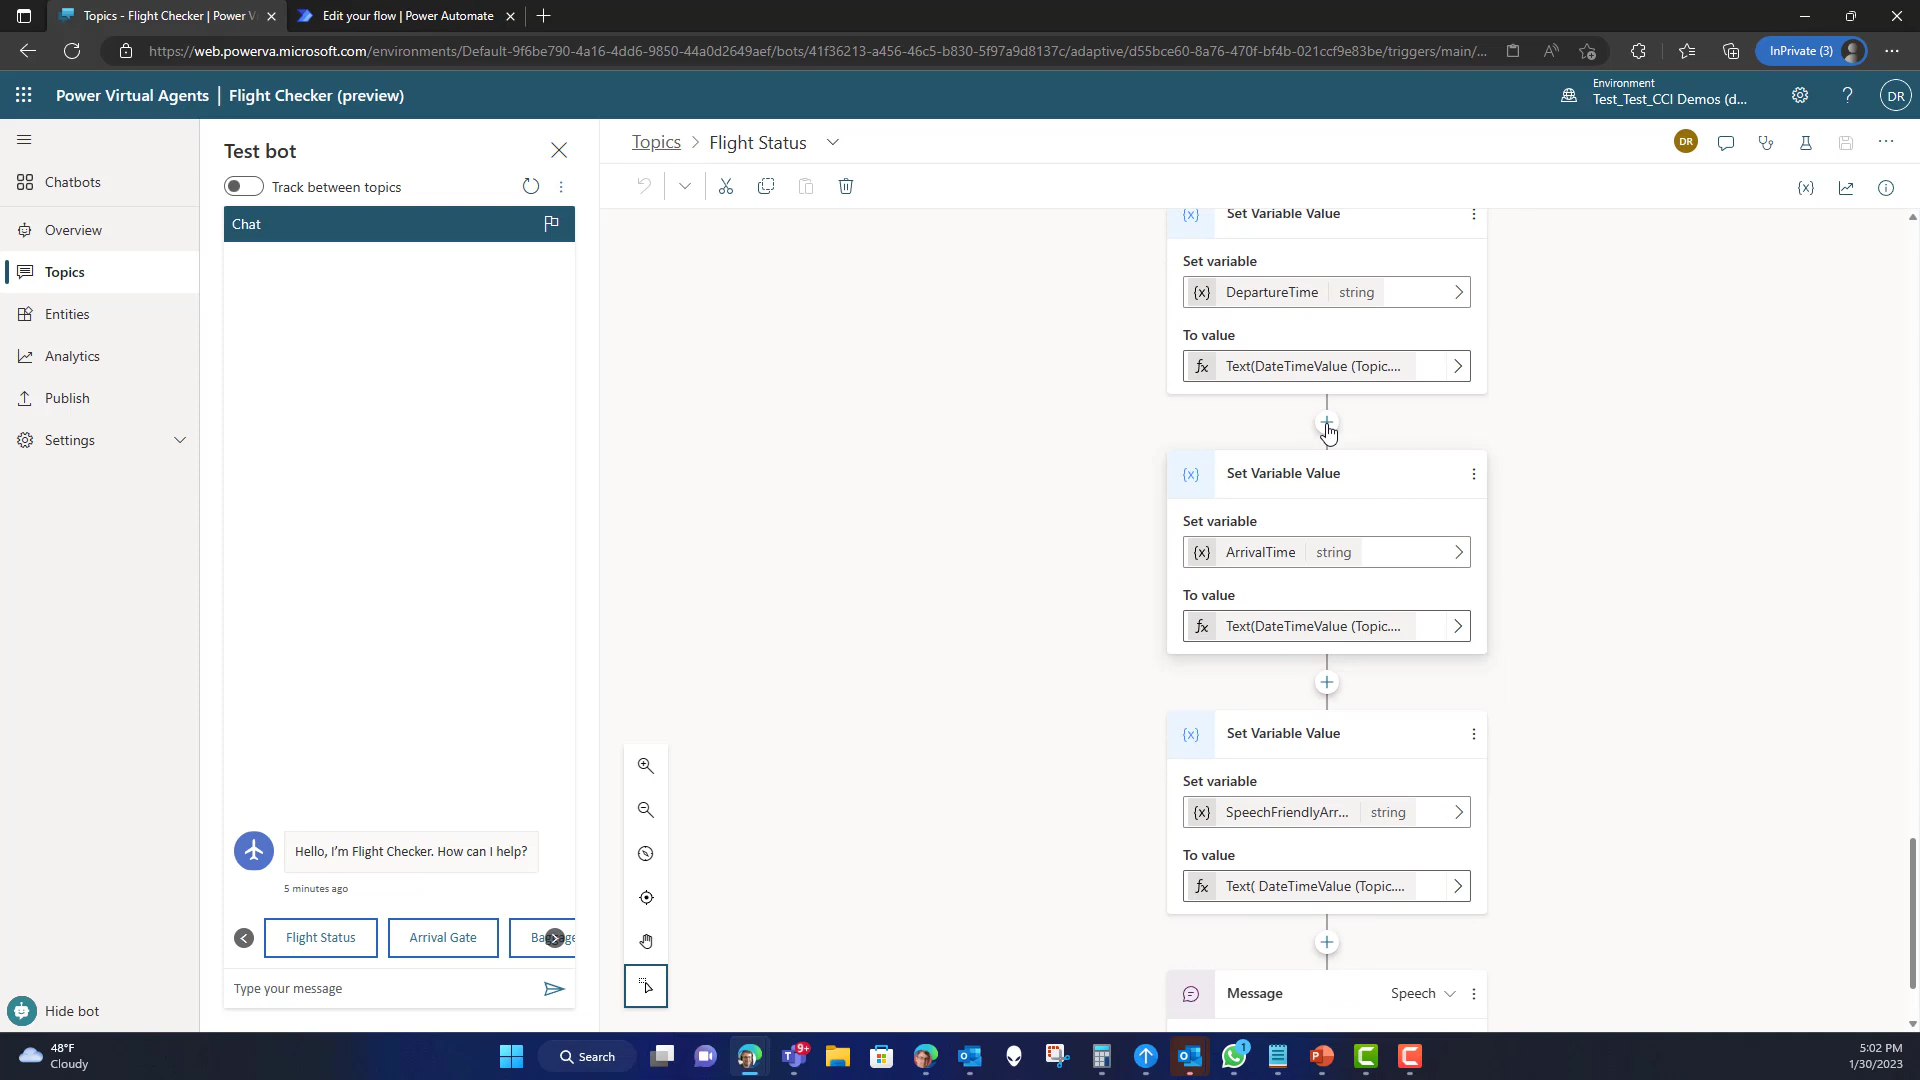 Topics - Flight Checker | Power V
Edit your flow | Power Automate
https://web.powerva.microsoft.com/environments/Default-9f6be790-4a16-4dd6-9850-44a0d2649aef/bots/41f36213-a456-46c5-b830-5f97a9d8137c/adaptive/d55bce60-8a76-470f-bf4b-021ccf9e83be/triggers/main/...
InPrivate (3)
Power Virtual Agents | Flight Checker (preview)
Environment
Test_Test_CCI Demos (d...
DR
Chatbots
Overview
Topics
Entities
Analytics
Publish
Settings
Hide bot
Test bot
Track between topics
Chat
Hello, I'm Flight Checker. How can I help?
5 minutes ago
Flight Status
Arrival Gate
Baggage
Type your message
Topics > Flight Status
DR
{x}
{x} Set Variable Value
Set variable
{x} DepartureTime string
To value
fx Text(DateTimeValue (Topic....
{x} Set Variable Value
Set variable
{x} ArrivalTime string
To value
fx Text(DateTimeValue (Topic....
{x} Set Variable Value
Set variable
{x} SpeechFriendlyArr... string
To value
fx Text( DateTimeValue (Topic....
Message Speech
48°F
Cloudy
Search
9+
1
5:02 PM
1/30/2023